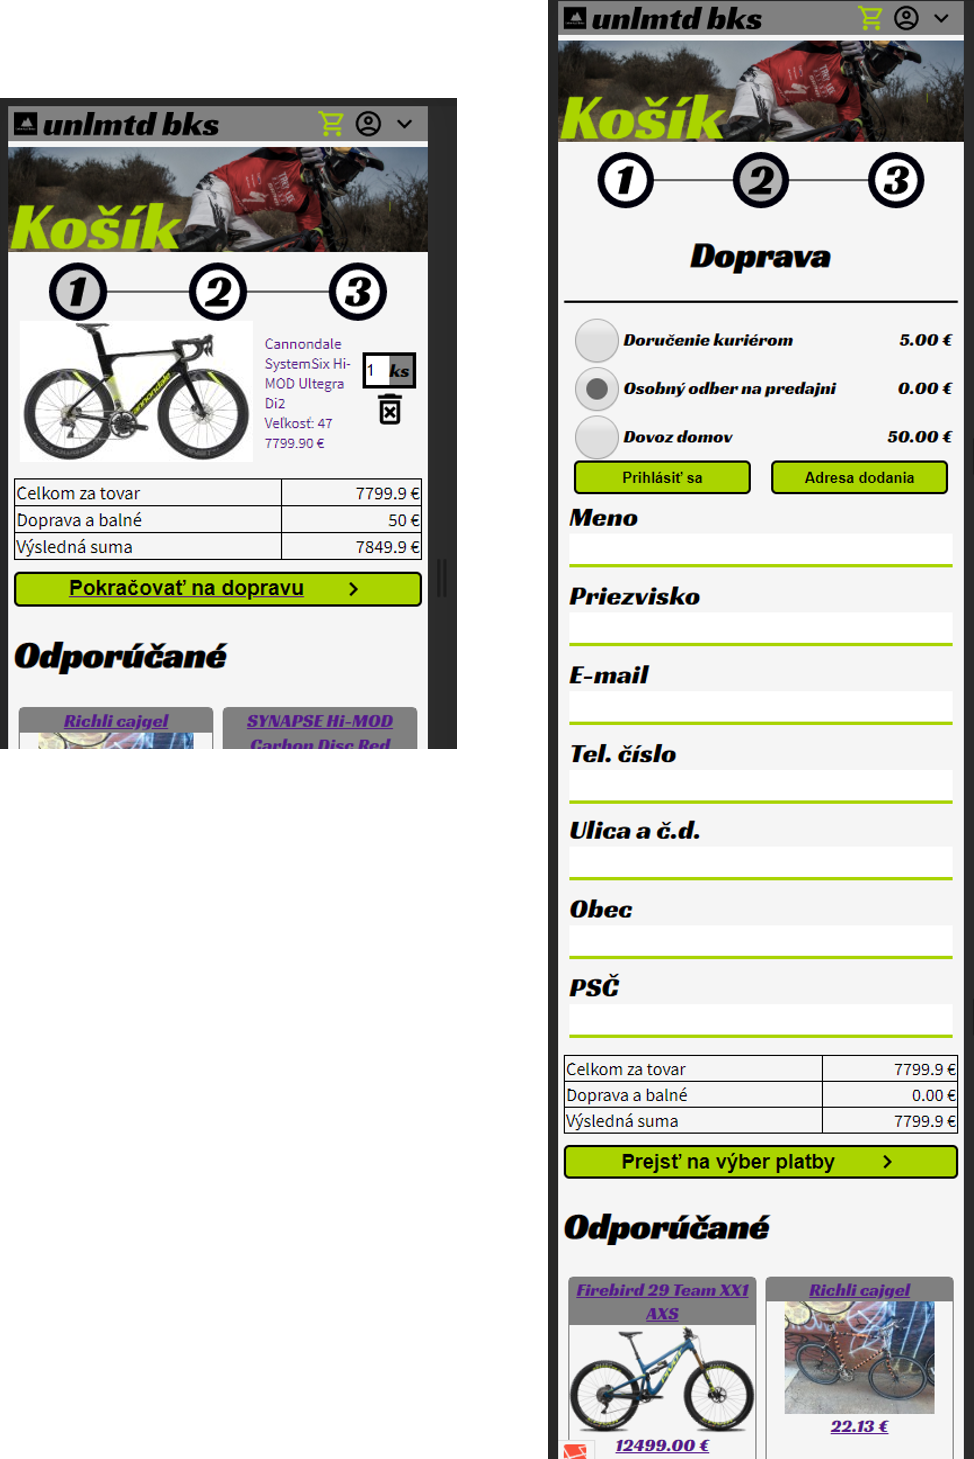 unlmtd bks
Košík
1
2
3
Cannondale
SystemSix Hi-
MOD Ultegra
Di2
Veľkosť: 47
7799.90 €
1 ks
Celkom za tovar 7799.9 €
Doprava a balné 50 €
Výsledná suma 7849.9 €
Pokračovať na dopravu
Odporúčané
Richli cajgel
SYNAPSE Hi-MOD
Carbon Disc Red
unlmtd bks
Košík
1
2
3
Doprava
Doručenie kuriérom 5.00 €
Osobný odber na predajni 0.00 €
Dovoz domov 50.00 €
Prihlásiť sa
Adresa dodania
Meno
Priezvisko
E-mail
Tel. číslo
Ulica a č.d.
Obec
PSČ
Celkom za tovar 7799.9 €
Doprava a balné 0.00 €
Výsledná suma 7799.9 €
Prejsť na výber platby
Odporúčané
Firebird 29 Team XX1
AXS
12499.00 €
Richli cajgel
22.13 €